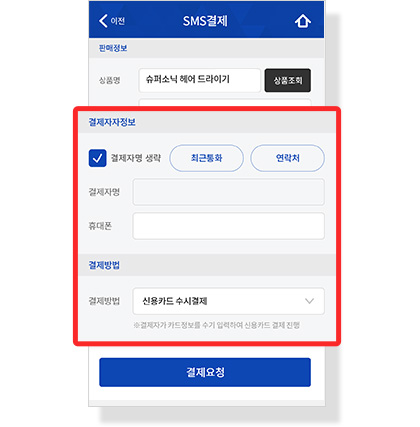 이전
SMS결제
판매정보
상품명
슈퍼소닉 헤어 드라이기
상품조회
결제자자정보
결제자명 생략
최근통화
연락처
결제자명
휴대폰
결제방법
결제방법
신용카드 수시결제
※결제자가 카드정보를 수기 입력하여 신용카드 결제 진행
결제요청